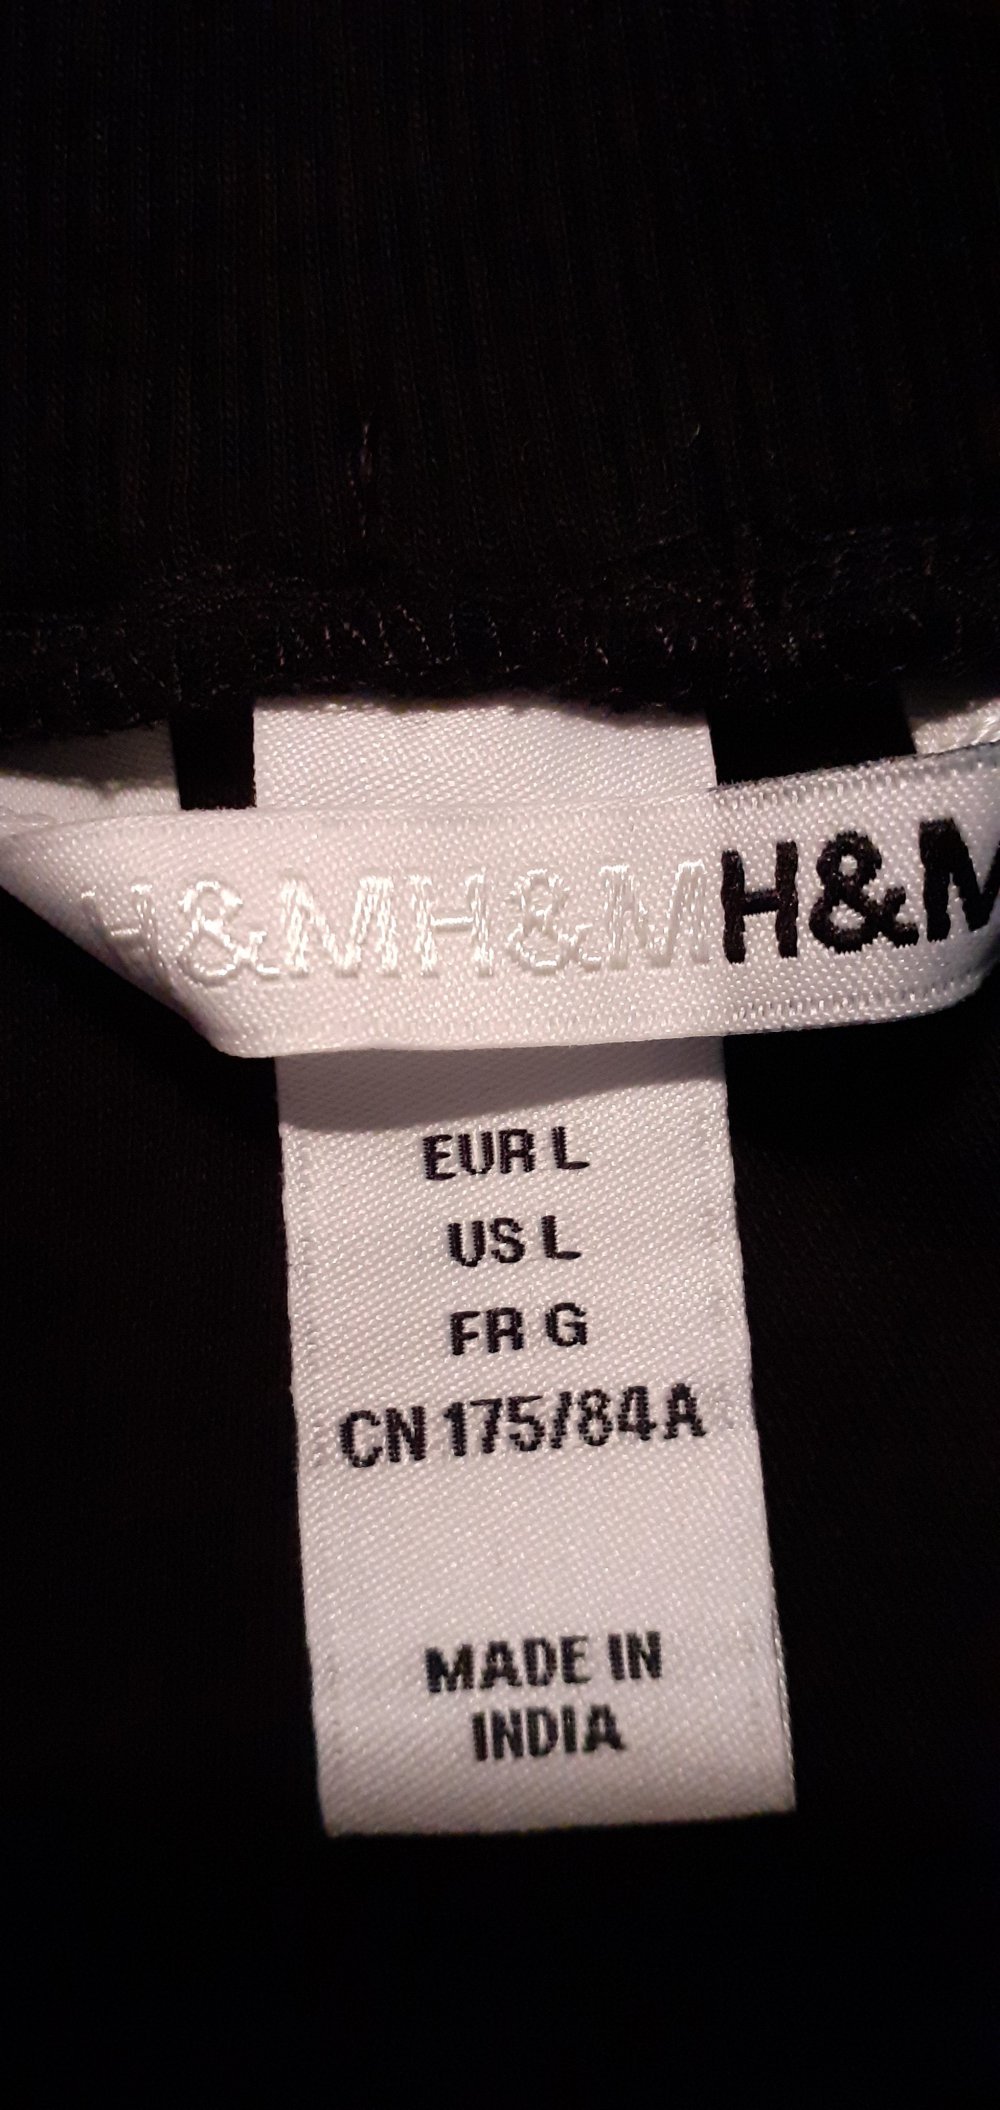 H&MH&MH&M
EUR L
US L
FR G
CN 175/84A
MADE IN
INDIA